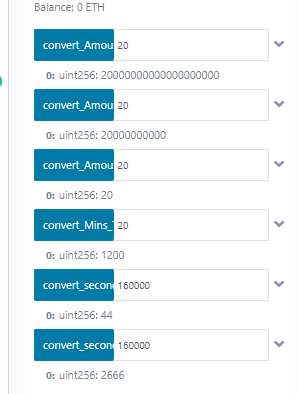 Balance: 0 ETH
convert_Amou 20
0: uint256: 20000000000000000000
convert_Amou 20
0: uint256: 20000000000
convert_Amou 20
0: uint256: 20
convert_Mins_T 20
0: uint256: 1200
convert_secon 160000
0: uint256: 44
convert_secon 160000
0: uint256: 2666